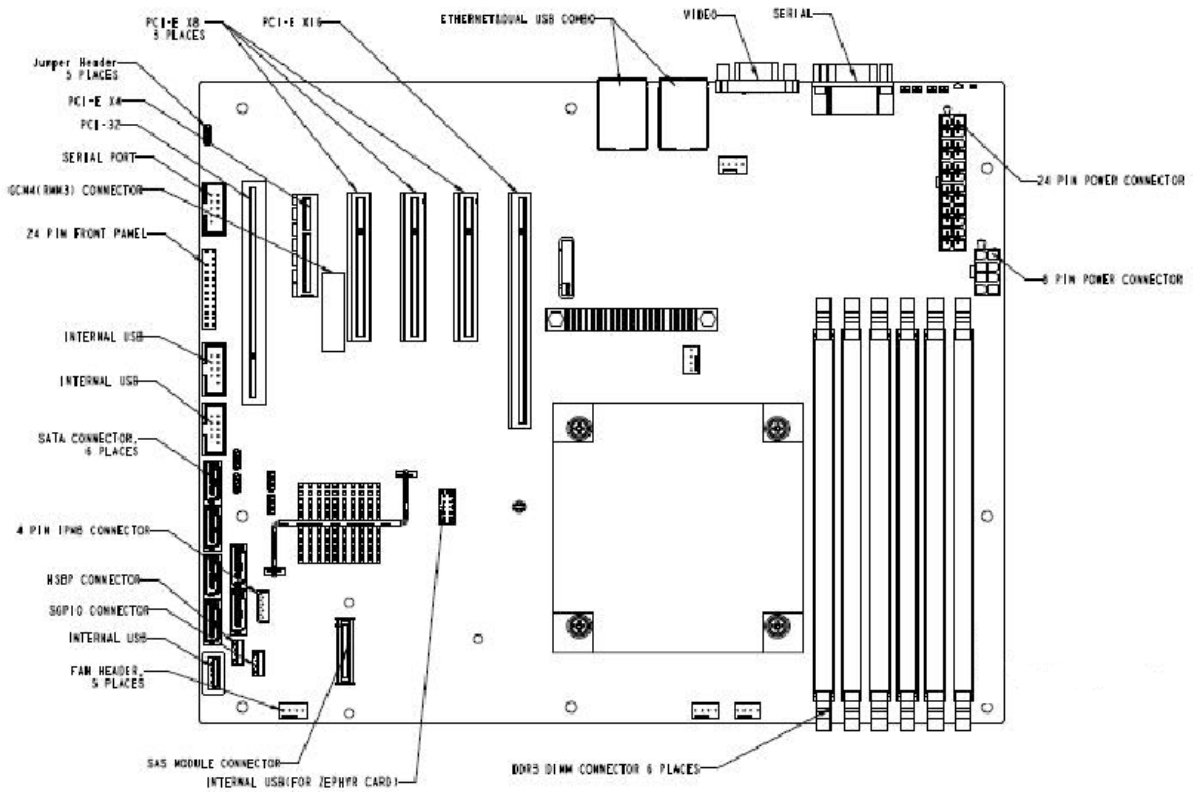 PCI-E X8
3 PLACES
PCI-E X16
ETHERNET&DUAL USB COMBO
VIDEO
SERIAL
Jumper Header
5 PLACES
PCI-E X4
PCI-32
SERIAL PORT
GCM4(RMM3) CONNECTOR
24 PIN FRONT PANEL
INTERNAL USB
INTERNAL USB
SATA CONNECTOR,
6 PLACES
4 PIN IPMB CONNECTOR
HSBP CONNECTOR
SGPIO CONNECTOR
INTERNAL USB
FAN HEADER,
5 PLACES
SAS MODULE CONNECTOR
INTERNAL USB(FOR ZEPHYR CARD)
DDR3 DIMM CONNECTOR 6 PLACES
24 PIN POWER CONNECTOR
8 PIN POWER CONNECTOR